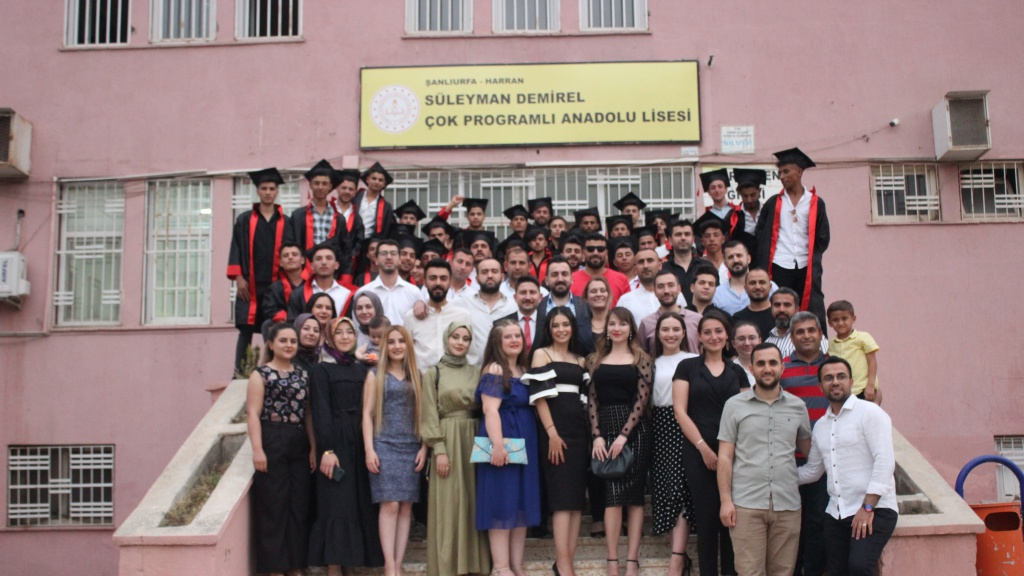 ŞANLIURFA - HARRAN
SÜLEYMAN DEMİREL
ÇOK PROGRAMLI ANADOLU LİSESİ